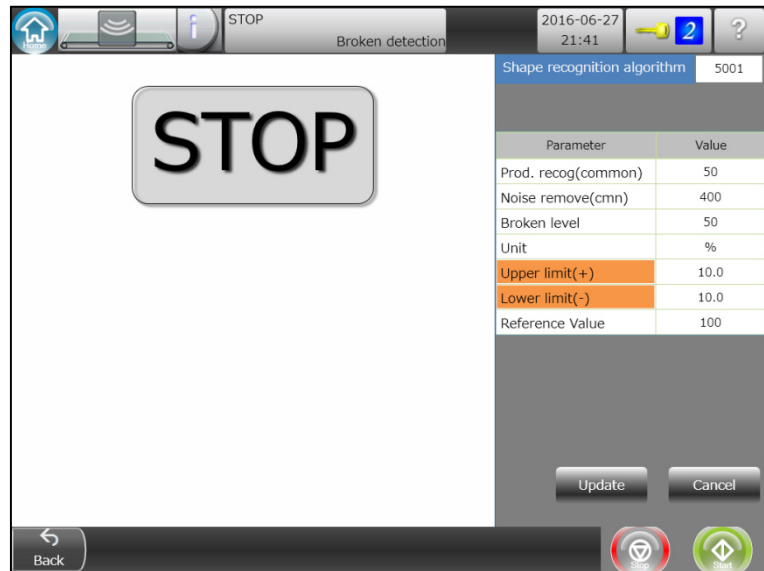 Home
i
STOP
Broken detection
2016-06-27
21:41
2
?
STOP
Shape recognition algorithm 5001
Parameter Value
Prod. recog(common) 50
Noise remove(cmn) 400
Broken level 50
Unit %
Upper limit(+) 10.0
Lower limit(-) 10.0
Reference Value 100
Update Cancel
Back
Stop
Start